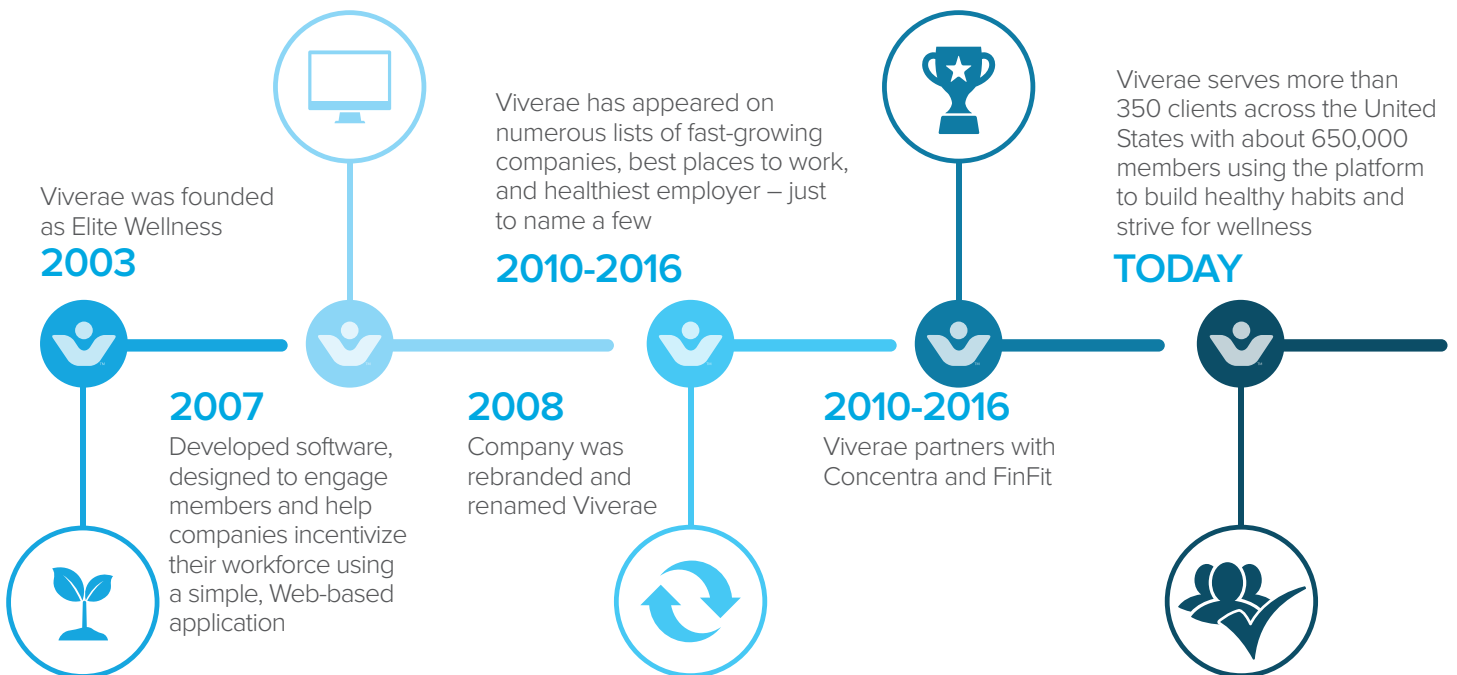 Viverae was founded
as Elite Wellness
2003
2007
Developed software,
designed to engage
members and help
companies incentivize
their workforce using
a simple, Web-based
application
Viverae has appeared on
numerous lists of fast-growing
companies, best places to work,
and healthiest employer – just
to name a few
2010-2016
2008
Company was
rebranded and
renamed Viverae
2010-2016
Viverae partners with
Concentra and FinFit
Viverae serves more than
350 clients across the United
States with about 650,000
members using the platform
to build healthy habits and
strive for wellness
TODAY